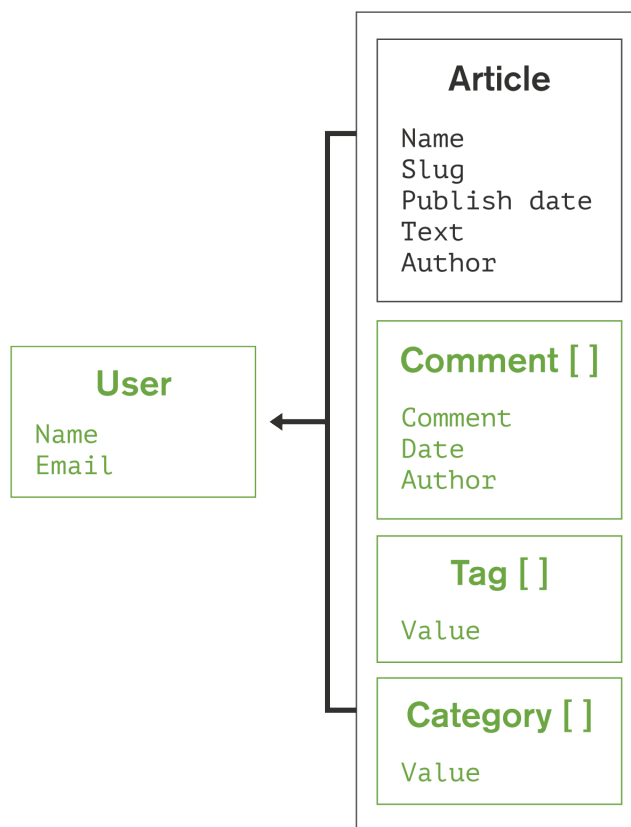 Article
Name
Slug
Publish date
Text
Author
User
Name
Email
Comment [ ]
Comment
Date
Author
Tag [ ]
Value
Category [ ]
Value